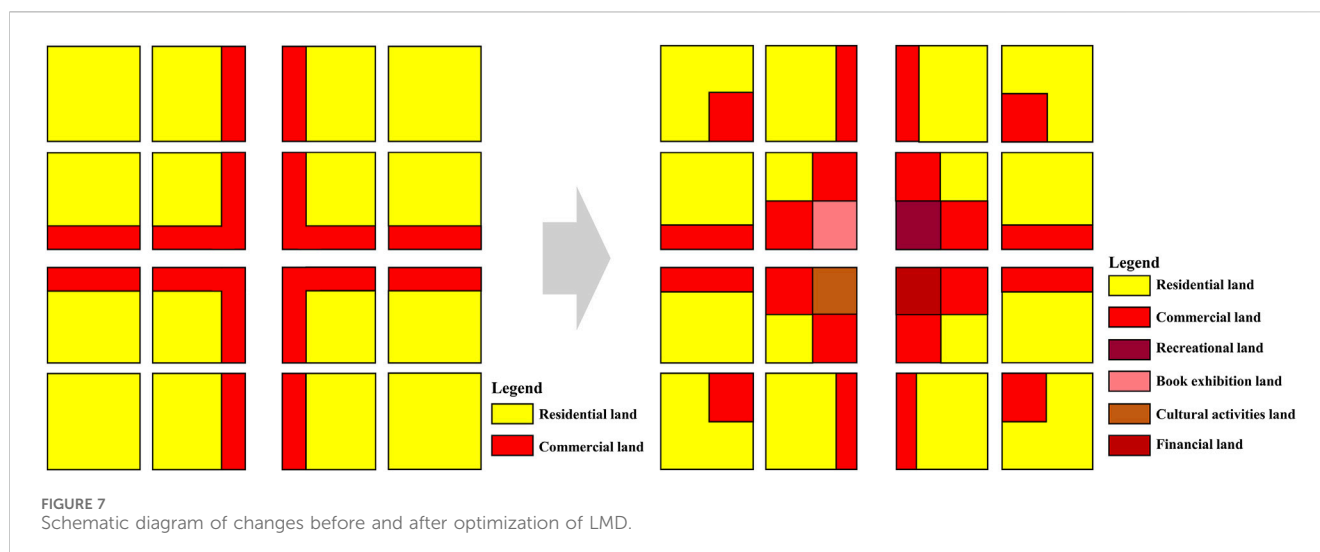 Legend
Residential land
Commercial land
Legend
Residential land
Commercial land
Recreational land
Book exhibition land
Cultural activities land
Financial land
FIGURE 7
Schematic diagram of changes before and after optimization of LMD.